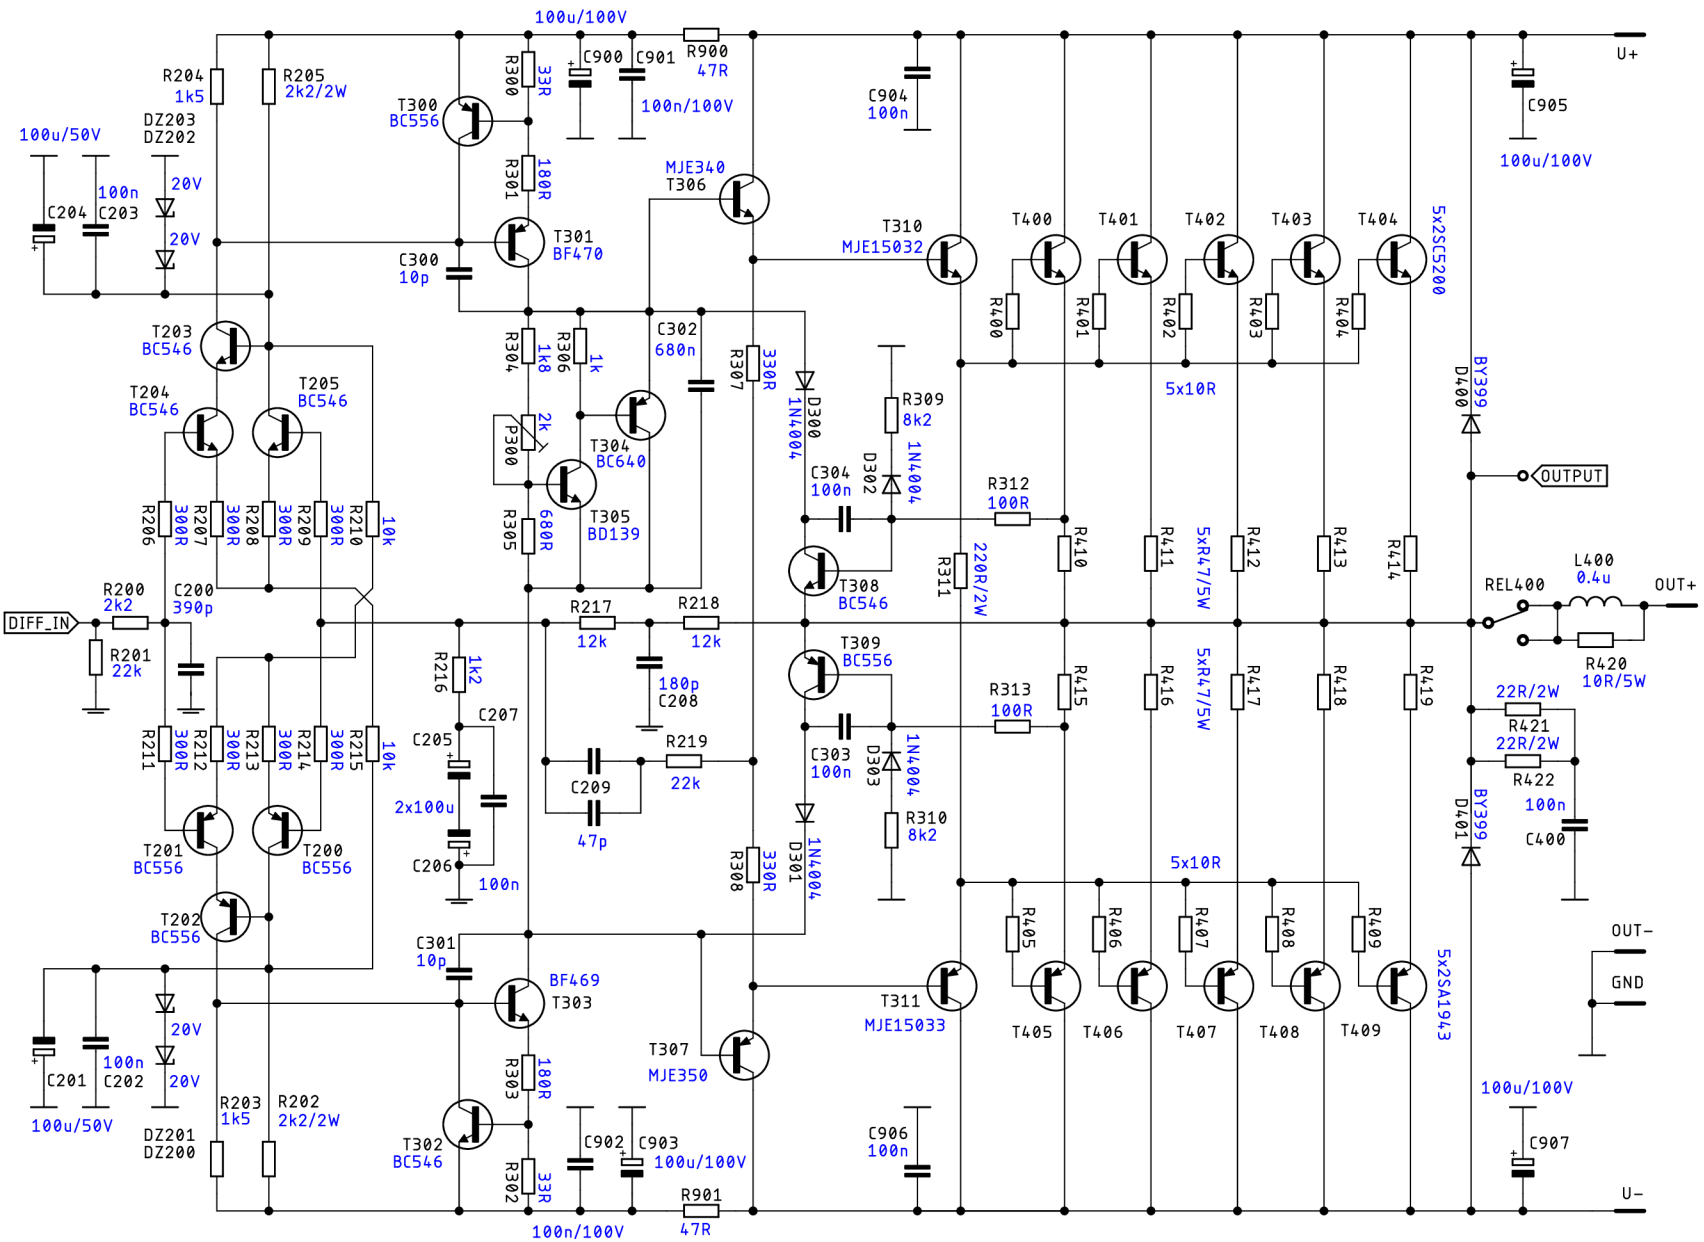 100u/100V
R204
1k5
R205
2k2/2W
T300
BC556
R300
33R
C900
C901
100n/100V
R900
47R
C904
100n
U+
C905
100u/100V
DZ203
DZ202
100u/50V
20V
100n
C204
C203
20V
R301
180R
MJE340
T306
T301
BF470
C300
10p
T310
MJE15032
T400
T401
T402
T403
T404
5x2SC5200
R400
R401
R402
R403
R404
5x10R
T203
BC546
T204
BC546
T205
BC546
R304
1k8
R306
1k
C302
680n
R307
330R
D300
1N4004
R309
8k2
P300
2k
T304
BC640
T305
BD139
C304
100n
D302
1N4004
D400
BY399
OUTPUT
R206
300R
R207
300R
R208
300R
R209
300R
R210
10k
R305
680R
R312
100R
R311
220R/2W
R410
R411
5xR47/5W
R412
R413
R414
T308
BC546
DIFF_IN
R200
2k2
C200
390p
R201
22k
R217
12k
R218
12k
REL400
L400
0.4u
OUT+
R420
10R/5W
R216
1k2
180p
C208
T309
BC556
R313
100R
R415
R416
5xR47/5W
R417
R418
R419
22R/2W
R421
22R/2W
R422
R211
300R
R212
300R
R213
300R
R214
300R
R215
10k
C207
C205
2x100u
C206
100n
C209
47p
R219
22k
C303
100n
D303
1N4004
R310
8k2
D401
BY399
100n
C400
T201
BC556
T200
BC556
R308
330R
D301
1N4004
5x10R
T202
BC556
R405
R406
R407
R408
R409
C301
10p
BF469
T303
T311
MJE15033
T405
T406
T407
T408
T409
5x2SA1943
OUT-
GND
20V
100n
C201
C202
20V
100u/50V
R203
1k5
R202
2k2/2W
DZ201
DZ200
T307
MJE350
R303
180R
T302
BC546
R302
33R
C902
C903
100u/100V
100n/100V
R901
47R
C906
100n
100u/100V
C907
U-